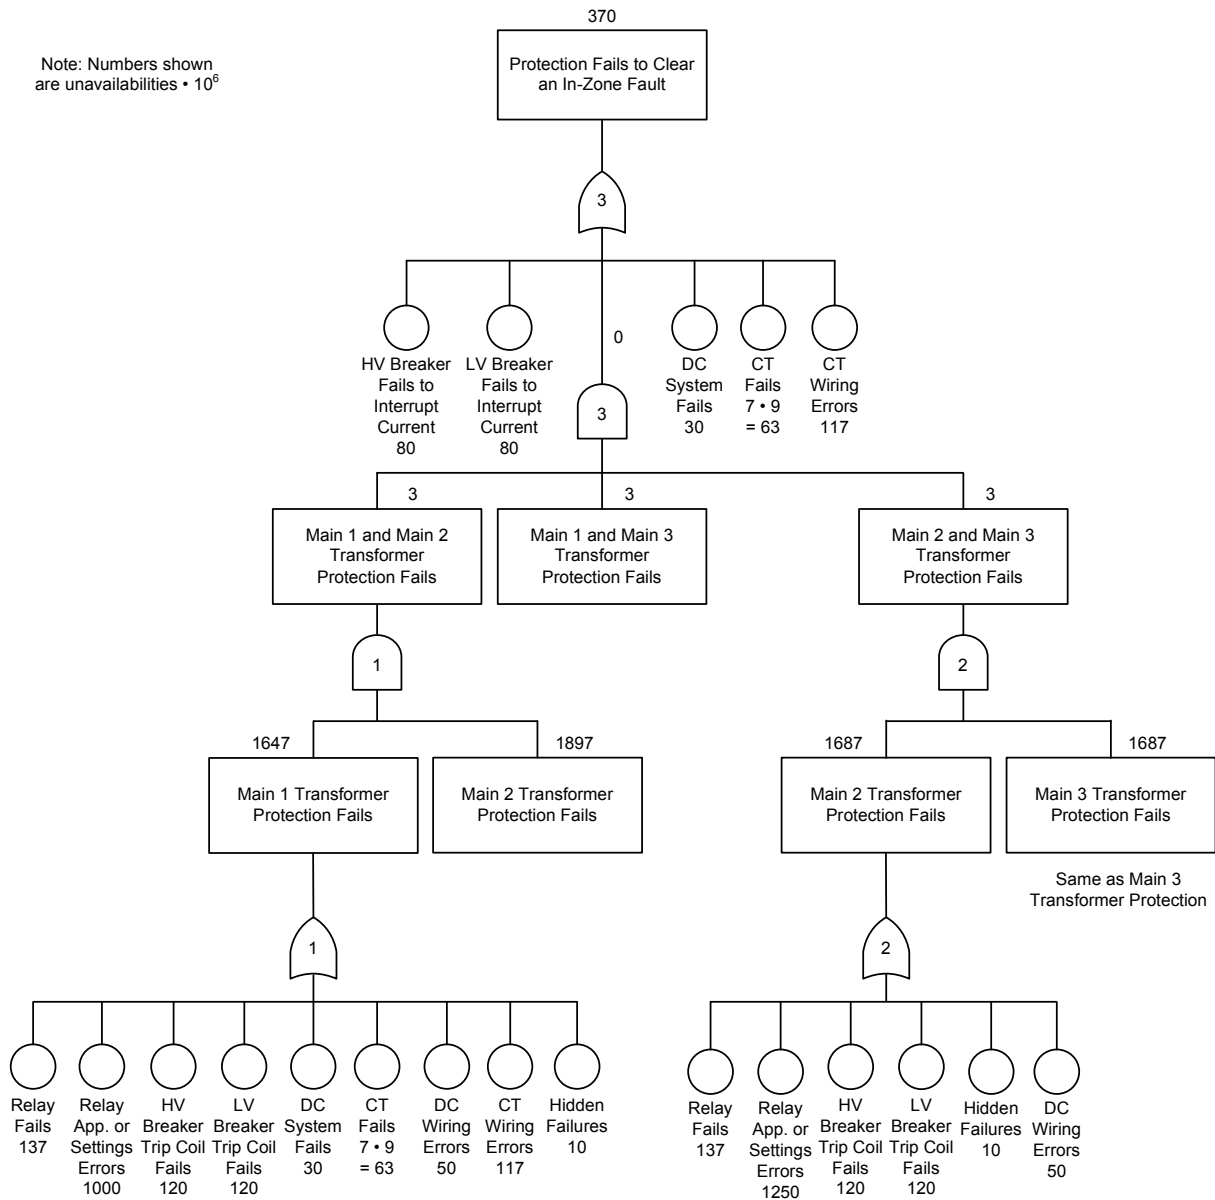 370
Note: Numbers shown
are unavailabilities • 10⁶
Protection Fails to Clear
an In-Zone Fault
3
0
HV Breaker
Fails to
Interrupt
Current
80
LV Breaker
Fails to
Interrupt
Current
80
DC
System
Fails
30
CT
Fails
7 • 9
= 63
CT
Wiring
Errors
117
3
3
3
3
Main 1 and Main 2
Transformer
Protection Fails
Main 1 and Main 3
Transformer
Protection Fails
Main 2 and Main 3
Transformer
Protection Fails
1
2
1647
1897
1687
1687
Main 1 Transformer
Protection Fails
Main 2 Transformer
Protection Fails
Main 2 Transformer
Protection Fails
Main 3 Transformer
Protection Fails
Same as Main 3
Transformer Protection
1
2
Relay
Fails
137
Relay
App. or
Settings
Errors
1000
HV
Breaker
Trip Coil
Fails
120
LV
Breaker
Trip Coil
Fails
120
DC
System
Fails
30
CT
Fails
7 • 9
= 63
DC
Wiring
Errors
50
CT
Wiring
Errors
117
Hidden
Failures
10
Relay
Fails
137
Relay
App. or
Settings
Errors
1250
HV
Breaker
Trip Coil
Fails
120
LV
Breaker
Trip Coil
Fails
120
Hidden
Failures
10
DC
Wiring
Errors
50